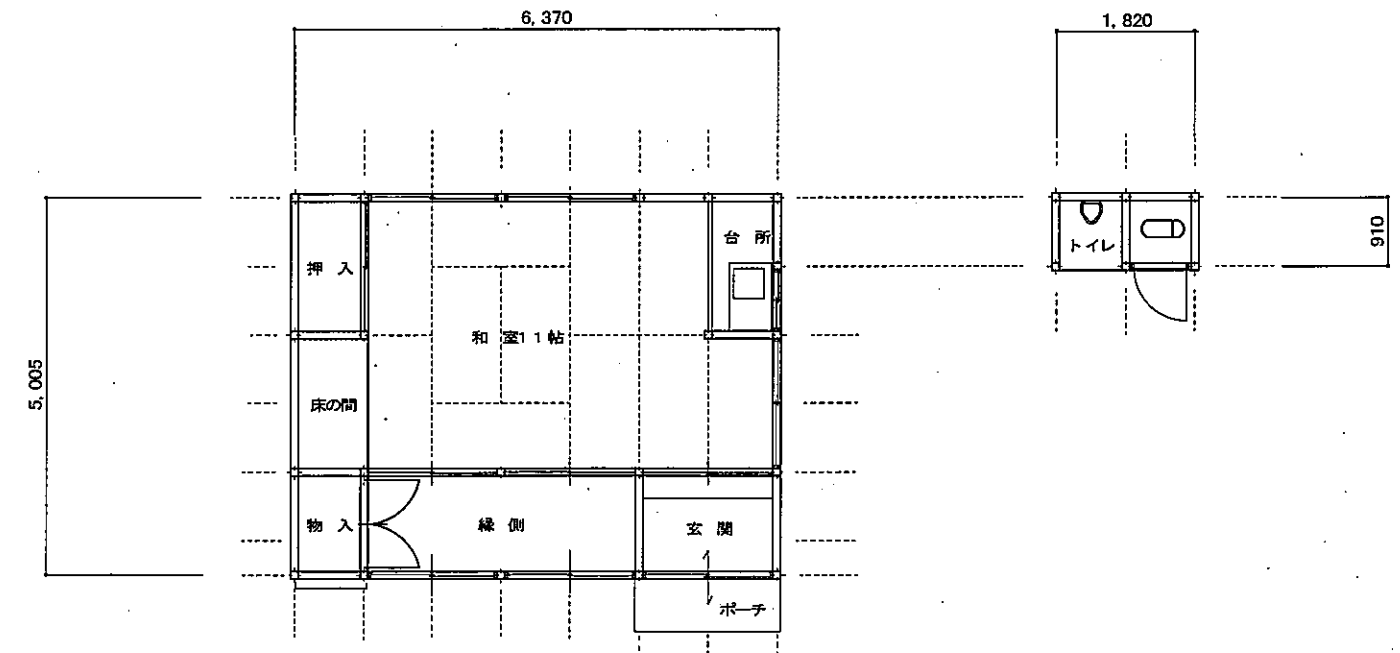 6,370
1,820
5,005
910
台 所
トイレ
押 入
和 室11帖
床の間
物 入
縁 側
玄 関
ポーチ